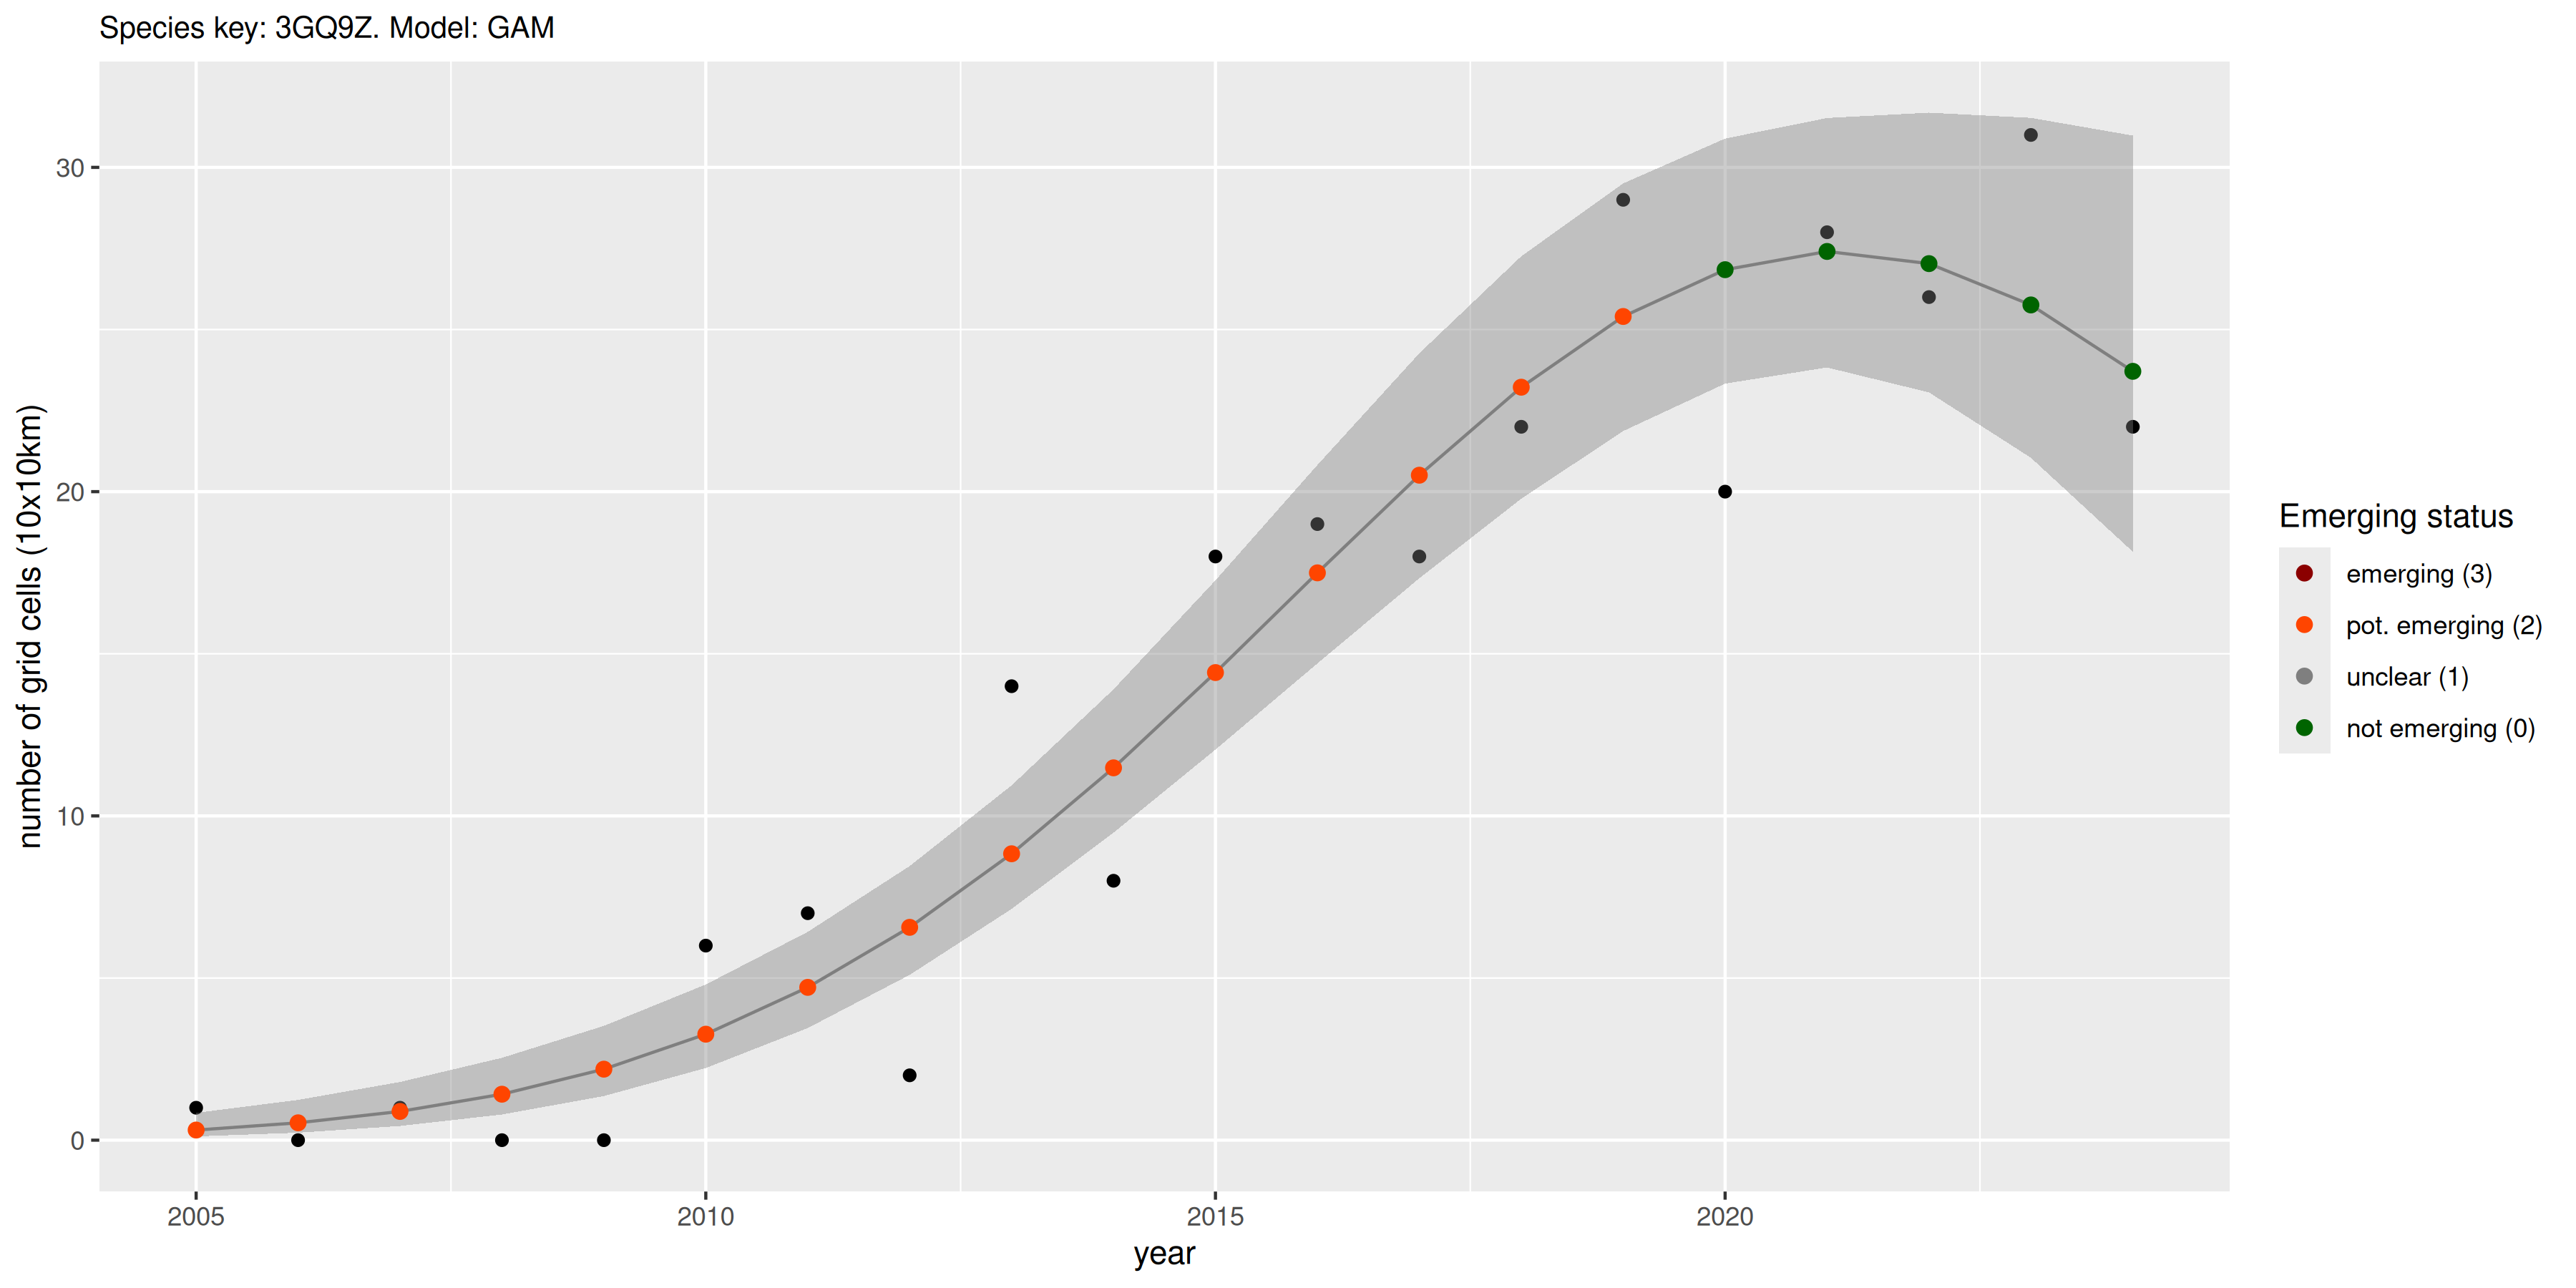 Species key: 3GQ9Z. Model: GAM
number of grid cells (10x10km)
30
20
10
0
2005
2010
2015
2020
year
Emerging status
emerging (3)
pot. emerging (2)
unclear (1)
not emerging (0)